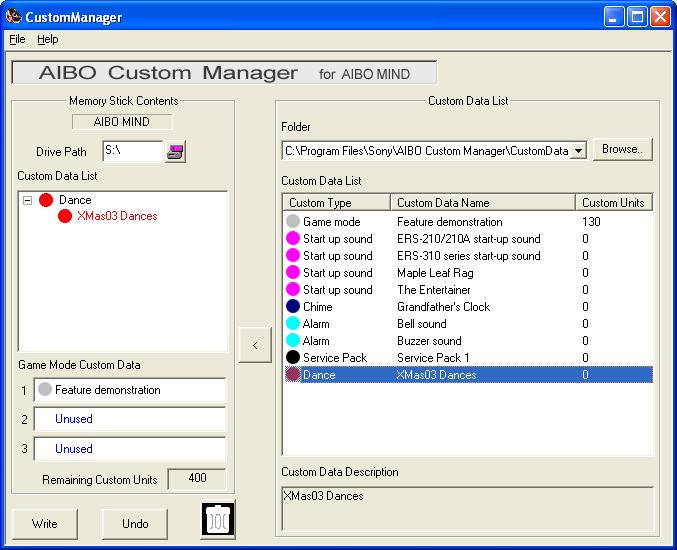 CustomManager
File Help
AIBO Custom Manager for AIBO MIND
Memory Stick Contents
AIBO MIND
Drive Path S:\
Custom Data List
Dance
XMas03 Dances
Game Mode Custom Data
1 Feature demonstration
2 Unused
3 Unused
Remaining Custom Units 400
Write Undo
<
Custom Data List
Folder
C:\Program Files\Sony\AIBO Custom Manager\CustomData Browse..
Custom Data List
Custom Type Custom Data Name Custom Units
Game mode Feature demonstration 130
Start up sound ERS-210/210A start-up sound 0
Start up sound ERS-310 series start-up sound 0
Start up sound Maple Leaf Rag 0
Start up sound The Entertainer 0
Chime Grandfather's Clock 0
Alarm Bell sound 0
Alarm Buzzer sound 0
Service Pack Service Pack 1 0
Dance XMas03 Dances 0
Custom Data Description
XMas03 Dances